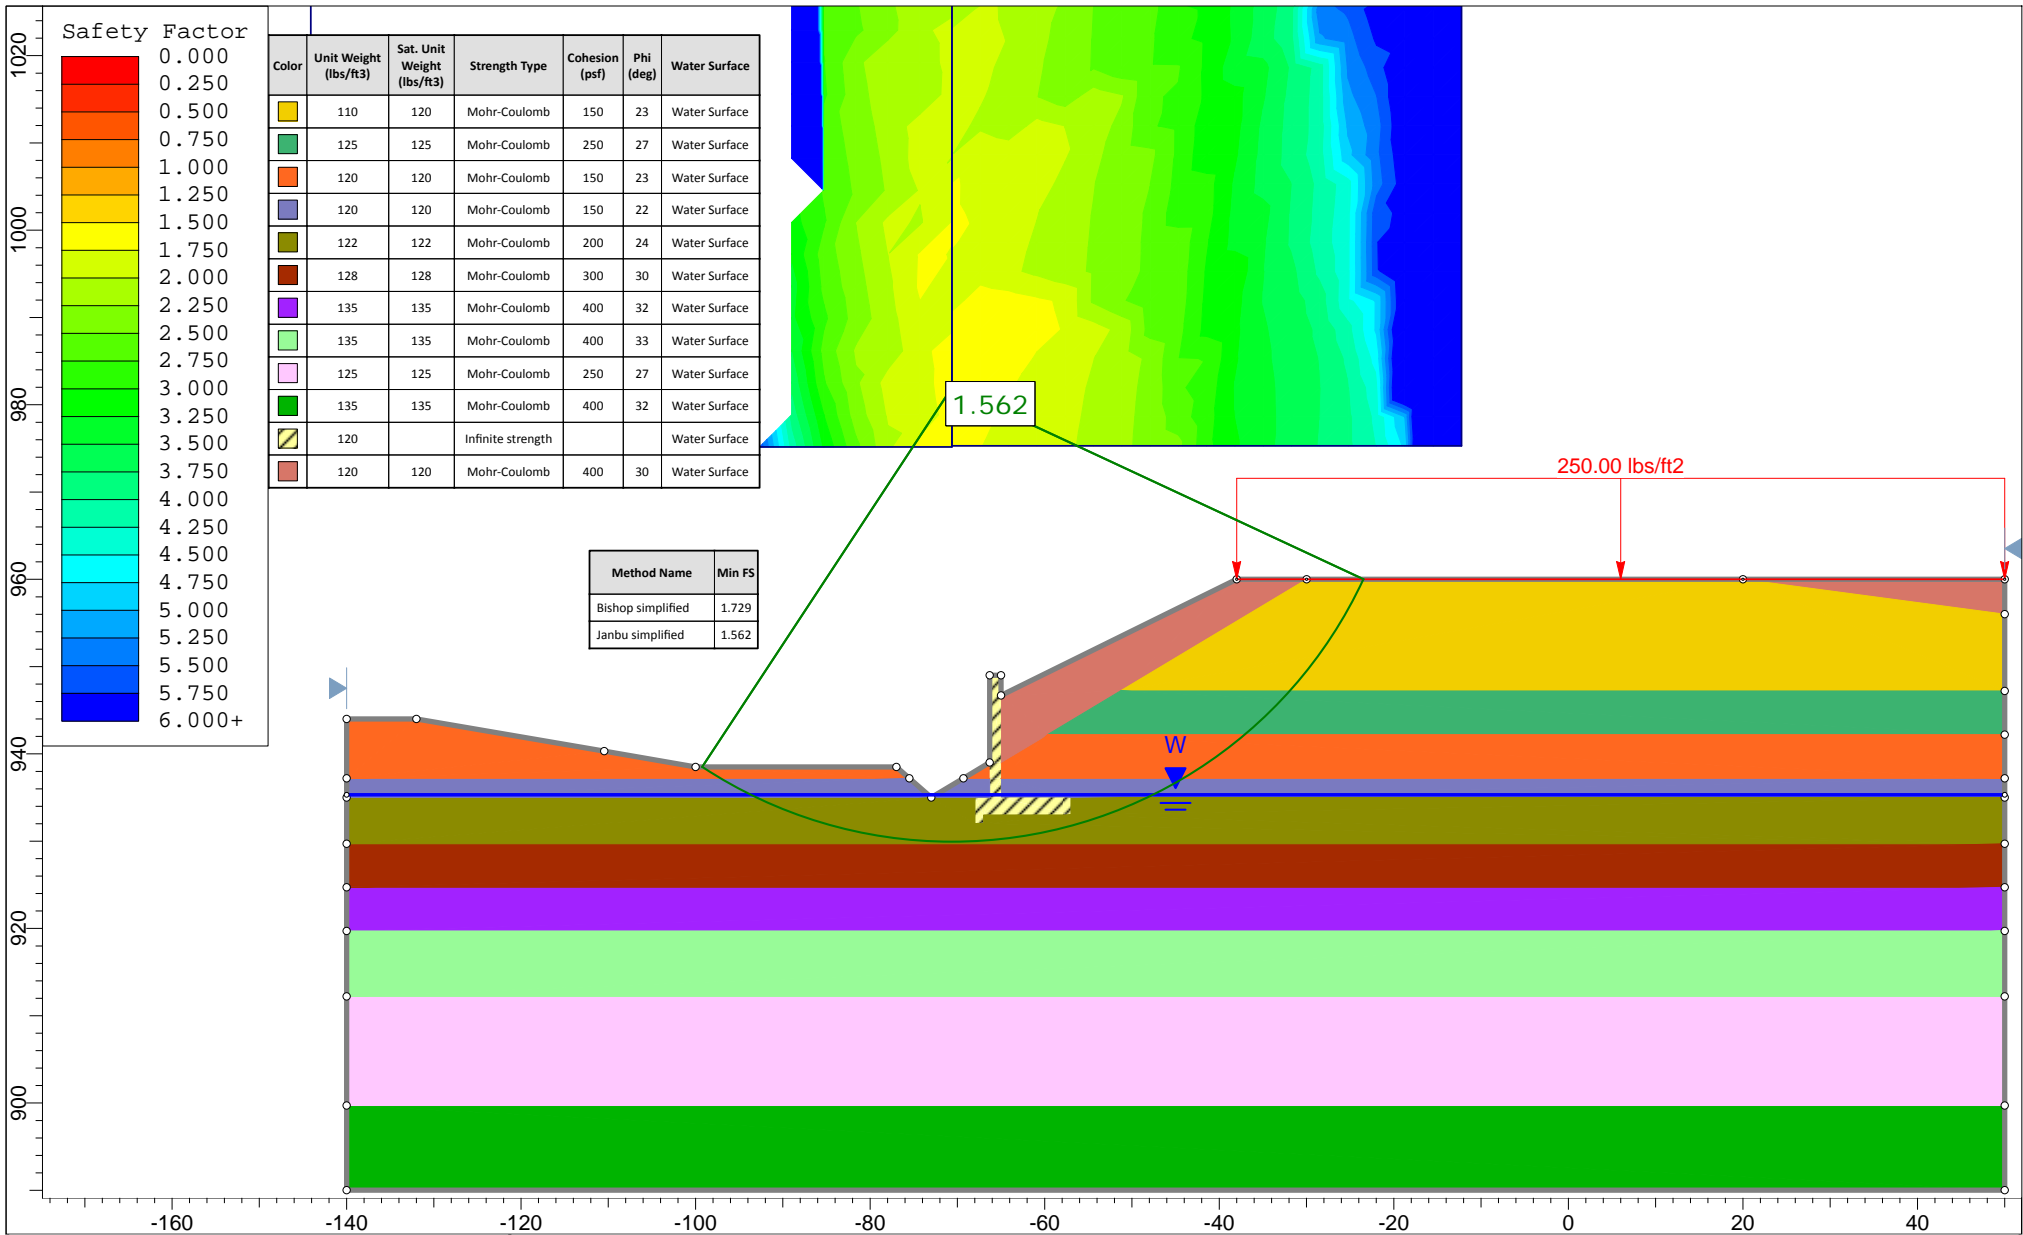 Safety Factor
0.000
0.250
0.500
0.750
1.000
1.250
1.500
1.750
2.000
2.250
2.500
2.750
3.000
3.250
3.500
3.750
4.000
4.250
4.500
4.750
5.000
5.250
5.500
5.750
6.000+
Color Unit Weight (lbs/ft3) Sat. Unit Weight (lbs/ft3) Strength Type Cohesion (psf) Phi (deg) Water Surface
110 120 Mohr-Coulomb 150 23 Water Surface
125 125 Mohr-Coulomb 250 27 Water Surface
120 120 Mohr-Coulomb 150 23 Water Surface
120 120 Mohr-Coulomb 150 22 Water Surface
122 122 Mohr-Coulomb 200 24 Water Surface
128 128 Mohr-Coulomb 300 30 Water Surface
135 135 Mohr-Coulomb 400 32 Water Surface
135 135 Mohr-Coulomb 400 33 Water Surface
125 125 Mohr-Coulomb 250 27 Water Surface
135 135 Mohr-Coulomb 400 32 Water Surface
120 Infinite strength Water Surface
120 120 Mohr-Coulomb 400 30 Water Surface
1.562
250.00 lbs/ft2
Method Name Min FS
Bishop simplified 1.729
Janbu simplified 1.562
W
1020
1000
980
960
940
920
900
-160 -140 -120 -100 -80 -60 -40 -20 0 20 40